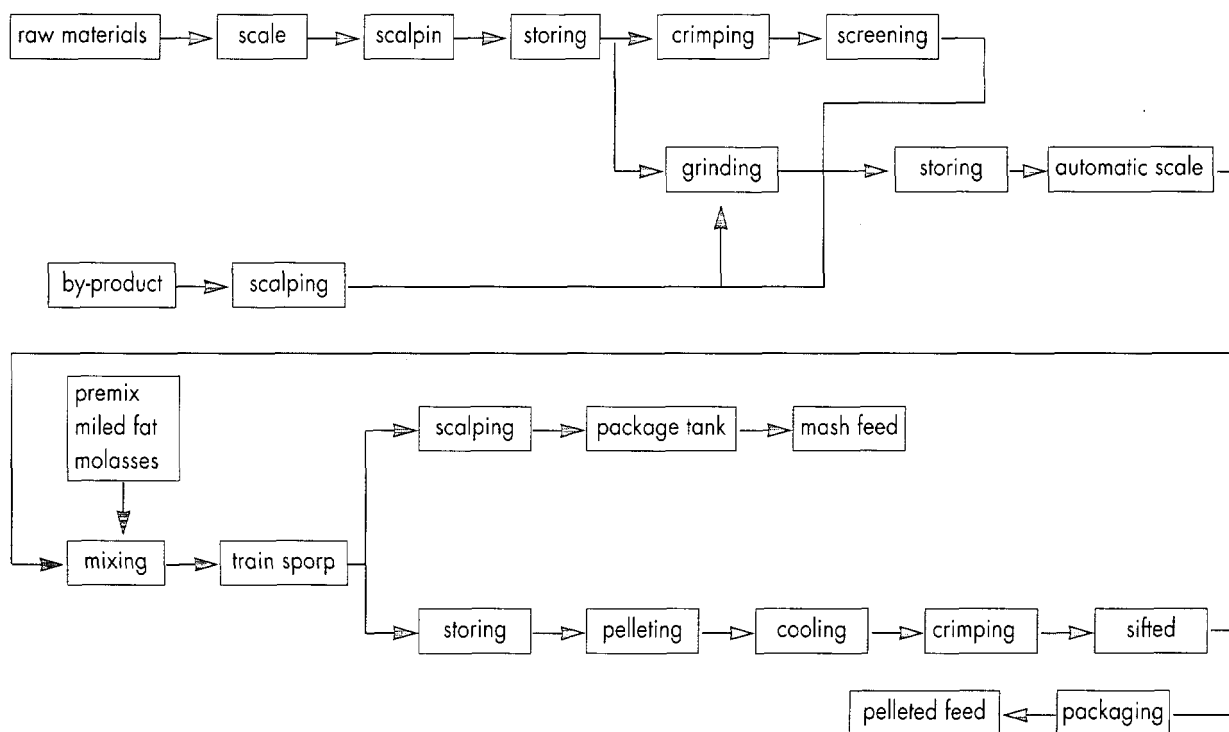 raw materials
scale
scalpin
storing
crimping
screening
grinding
storing
automatic scale
by-product
scalping
premix
miled fat
molasses
scalping
package tank
mash feed
mixing
train sporp
storing
pelleting
cooling
crimping
sifted
pelleted feed
packaging